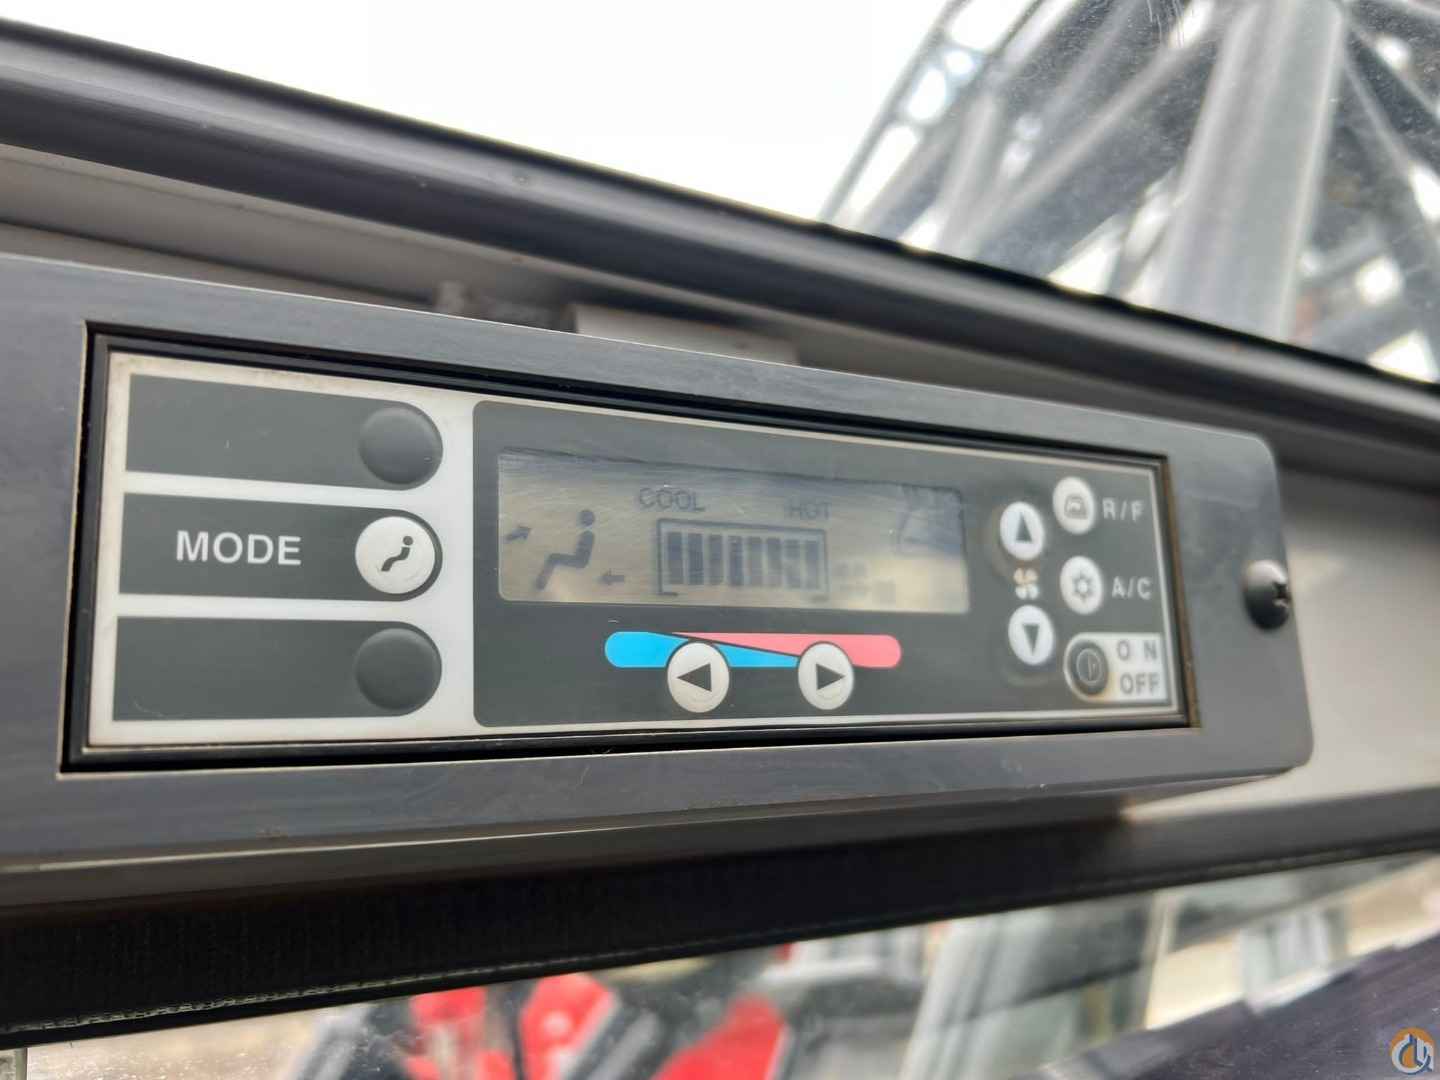 COOL HOT
MODE
R/F
A/C
ON
OFF